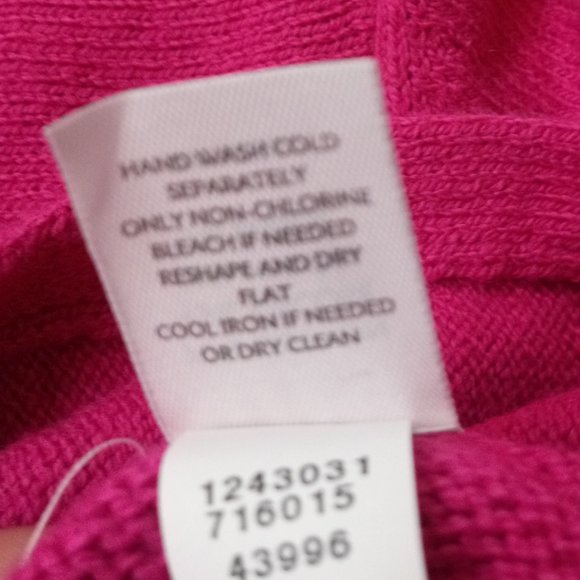 HAND WASH COLD
SEPARATELY
ONLY NON-CHLORINE
BLEACH IF NEEDED
RESHAPE AND DRY
FLAT
COOL IRON IF NEEDED
OR DRY CLEAN
1243031
716015
43996